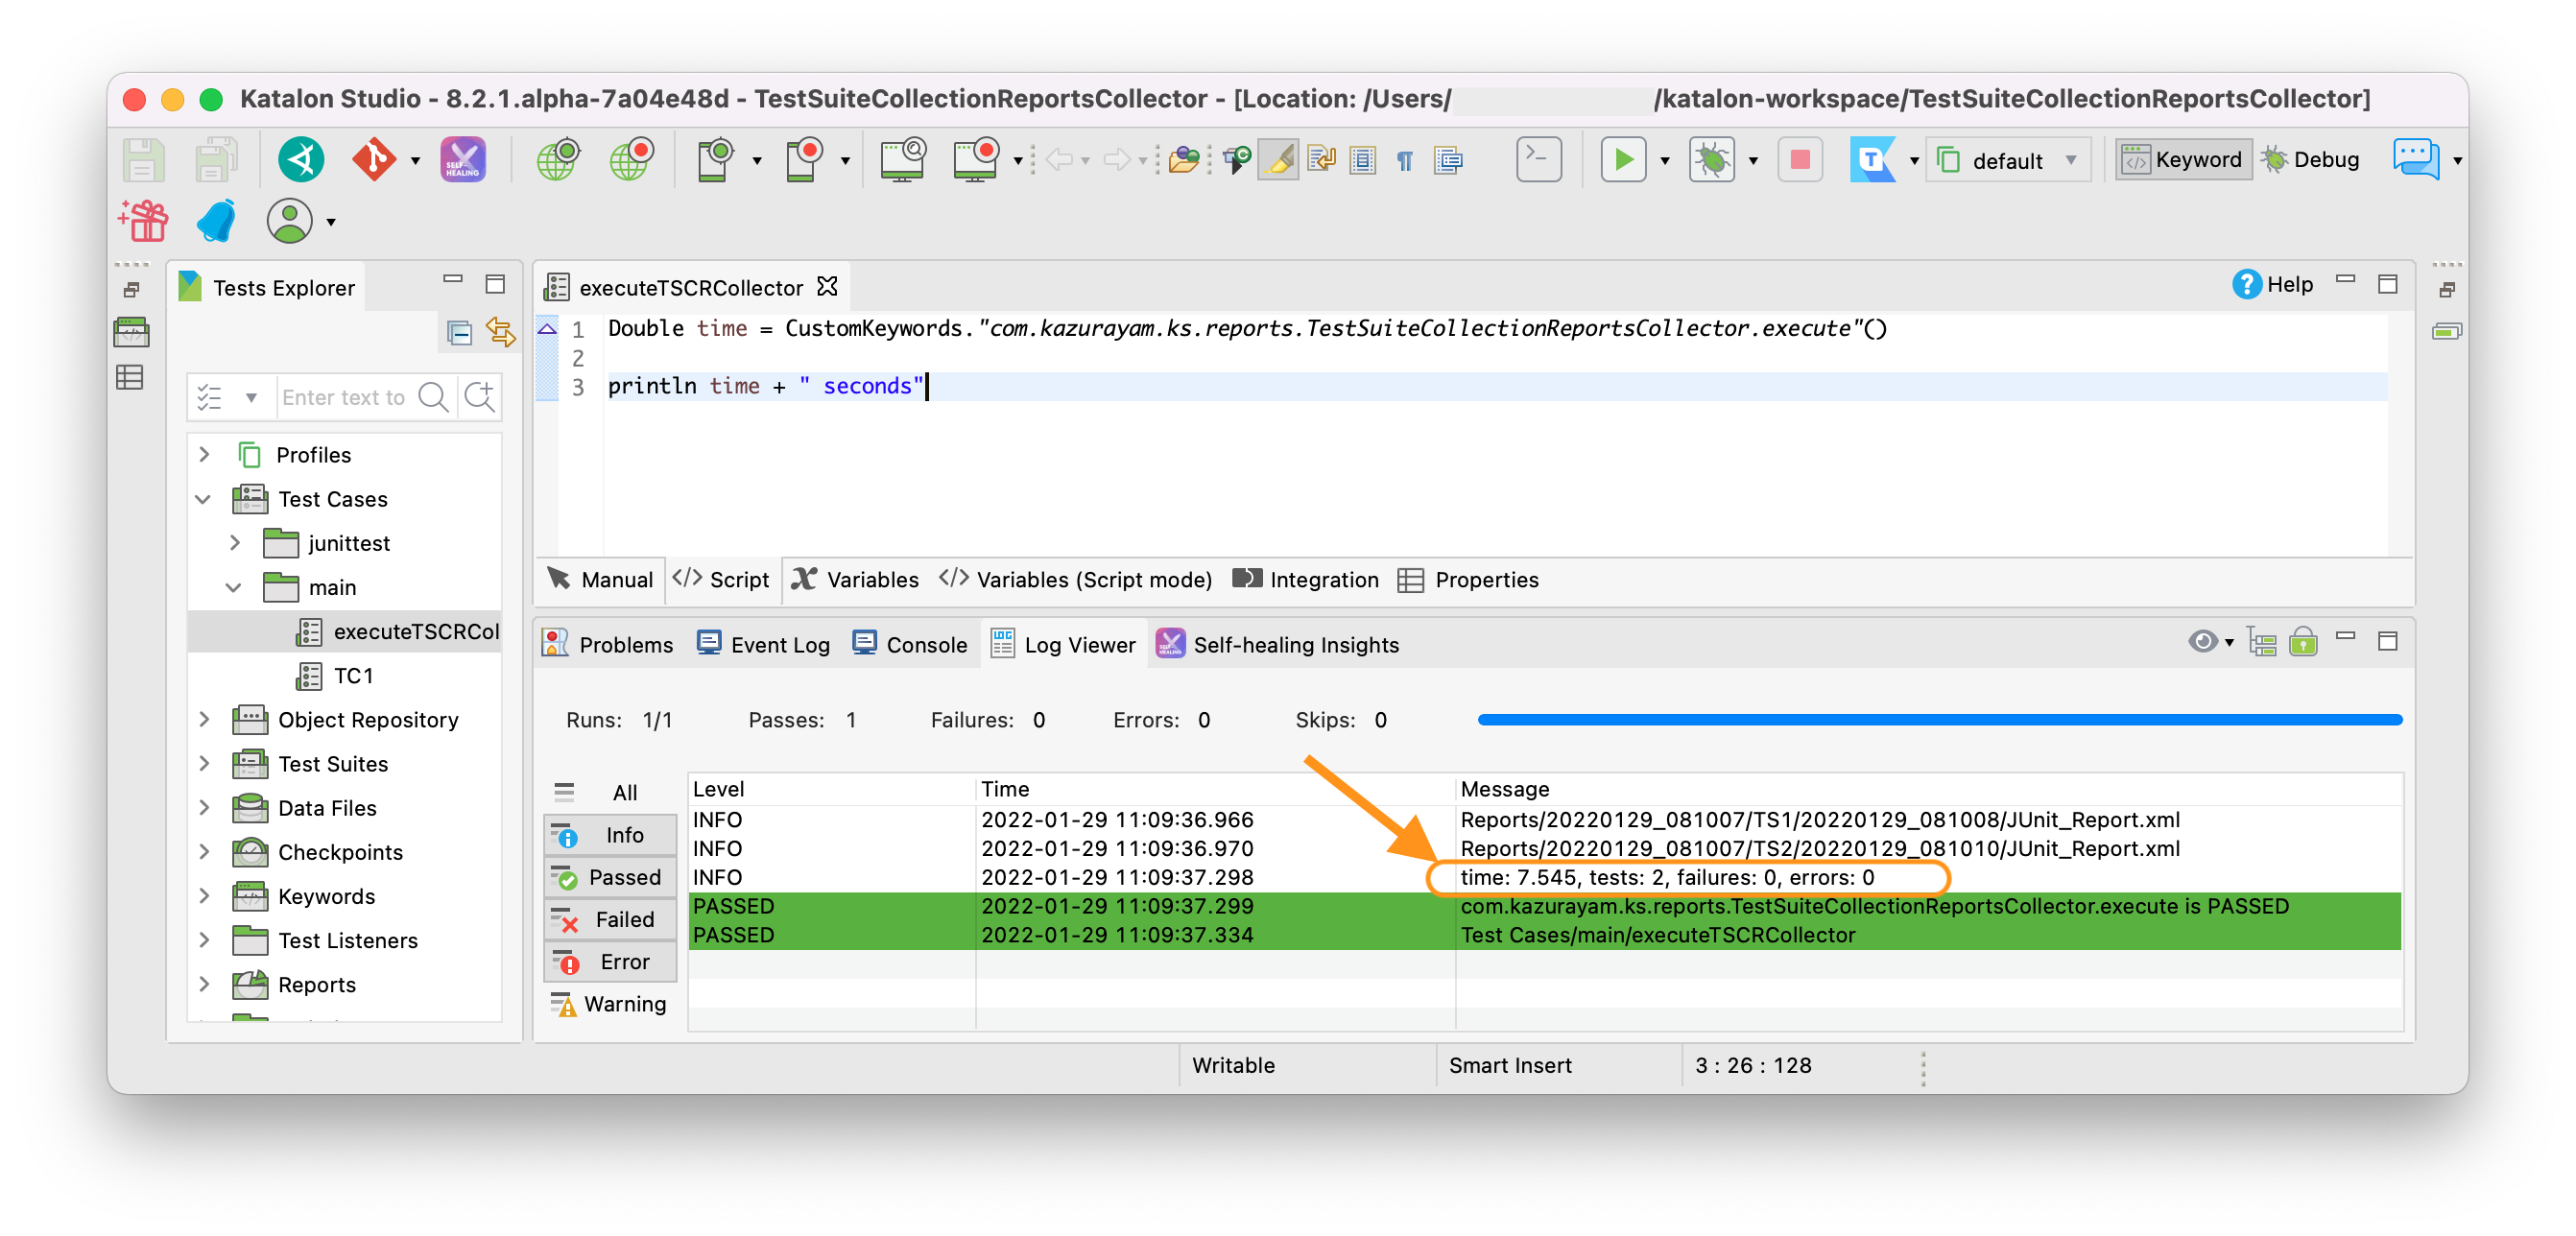 Katalon Studio - 8.2.1.alpha-7a04e48d - TestSuiteCollectionReportsCollector - [Location: /Users/ /katalon-workspace/TestSuiteCollectionReportsCollector]
SELF-HEALING
default
Keyword
Debug
Tests Explorer
Enter text to
Profiles
Test Cases
junittest
main
executeTSCRCol
TC1
Object Repository
Test Suites
Data Files
Checkpoints
Keywords
Test Listeners
Reports
executeTSCRCollector
Help
1 Double time = CustomKeywords."com.kazurayam.ks.reports.TestSuiteCollectionReportsCollector.execute"()
2
3 println time + " seconds"
Manual </> Script Variables </> Variables (Script mode) Integration Properties
Problems Event Log Console Log Viewer Self-healing Insights
Runs: 1/1 Passes: 1 Failures: 0 Errors: 0 Skips: 0
All
Info
Passed
Failed
Error
Warning
Level Time Message
INFO 2022-01-29 11:09:36.966 Reports/20220129_081007/TS1/20220129_081008/JUnit_Report.xml
INFO 2022-01-29 11:09:36.970 Reports/20220129_081007/TS2/20220129_081010/JUnit_Report.xml
INFO 2022-01-29 11:09:37.298 time: 7.545, tests: 2, failures: 0, errors: 0
PASSED 2022-01-29 11:09:37.299 com.kazurayam.ks.reports.TestSuiteCollectionReportsCollector.execute is PASSED
PASSED 2022-01-29 11:09:37.334 Test Cases/main/executeTSCRCollector
Writable Smart Insert 3 : 26 : 128